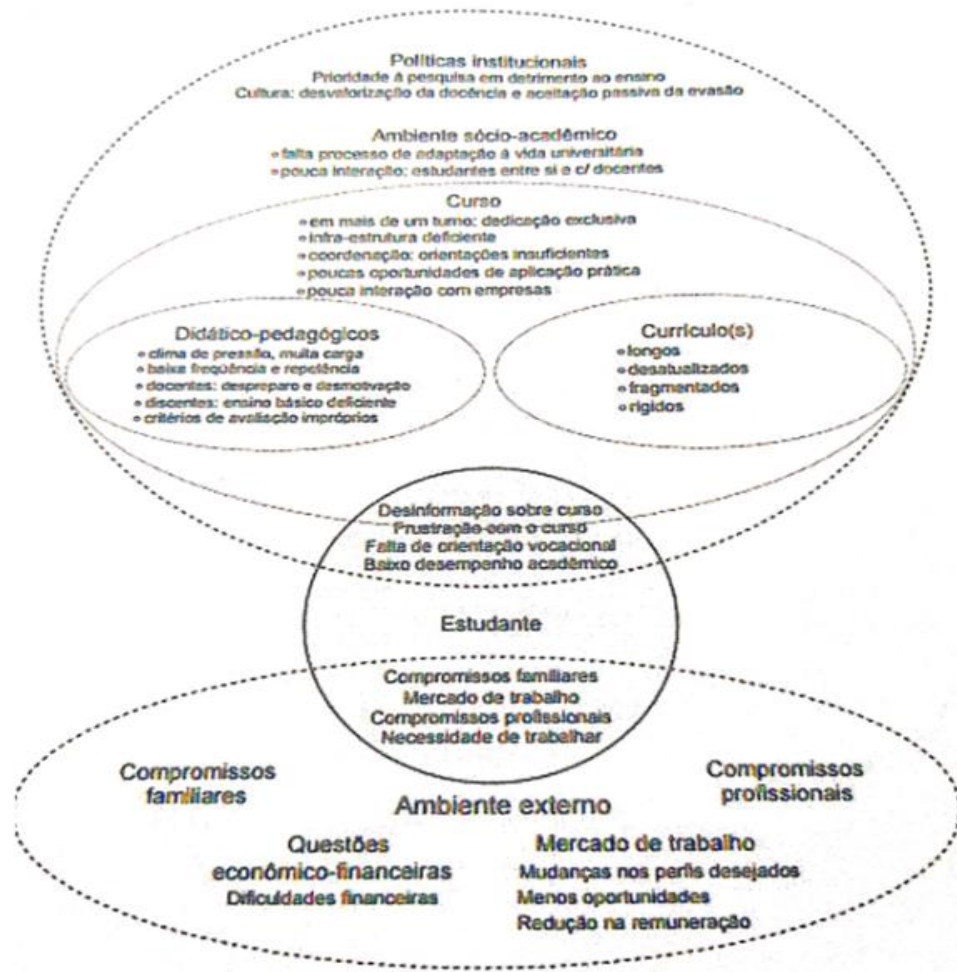 Políticas institucionais
Prioridade à pesquisa em detrimento ao ensino
Cultura: desvalorização da docência e aceitação passiva da evasão
Ambiente sócio-acadêmico
falta processo de adaptação à vida universitária
pouca interação: estudantes entre si e c/ docentes
Curso
em mais de um turno: dedicação exclusiva
infra-estrutura deficiente
coordenação: orientações insuficientes
poucas oportunidades de aplicação prática
pouca interação com empresas
Didático-pedagógicos
clima de pressão, muita carga
baixa freqüência e repetência
docentes: despreparo e desmotivação
discentes: ensino básico deficiente
critérios de avaliação impróprios
Currículo(s)
longos
desatualizados
fragmentados
rígidos
Desinformação sobre curso
Frustração com o curso
Falta de orientação vocacional
Baixo desempenho acadêmico
Estudante
Compromissos familiares
Mercado de trabalho
Compromissos profissionais
Necessidade de trabalhar
Compromissos
familiares
Compromissos
profissionais
Ambiente externo
Questões
econômico-financeiras
Dificuldades financeiras
Mercado de trabalho
Mudanças nos perfis desejados
Menos oportunidades
Redução na remuneração